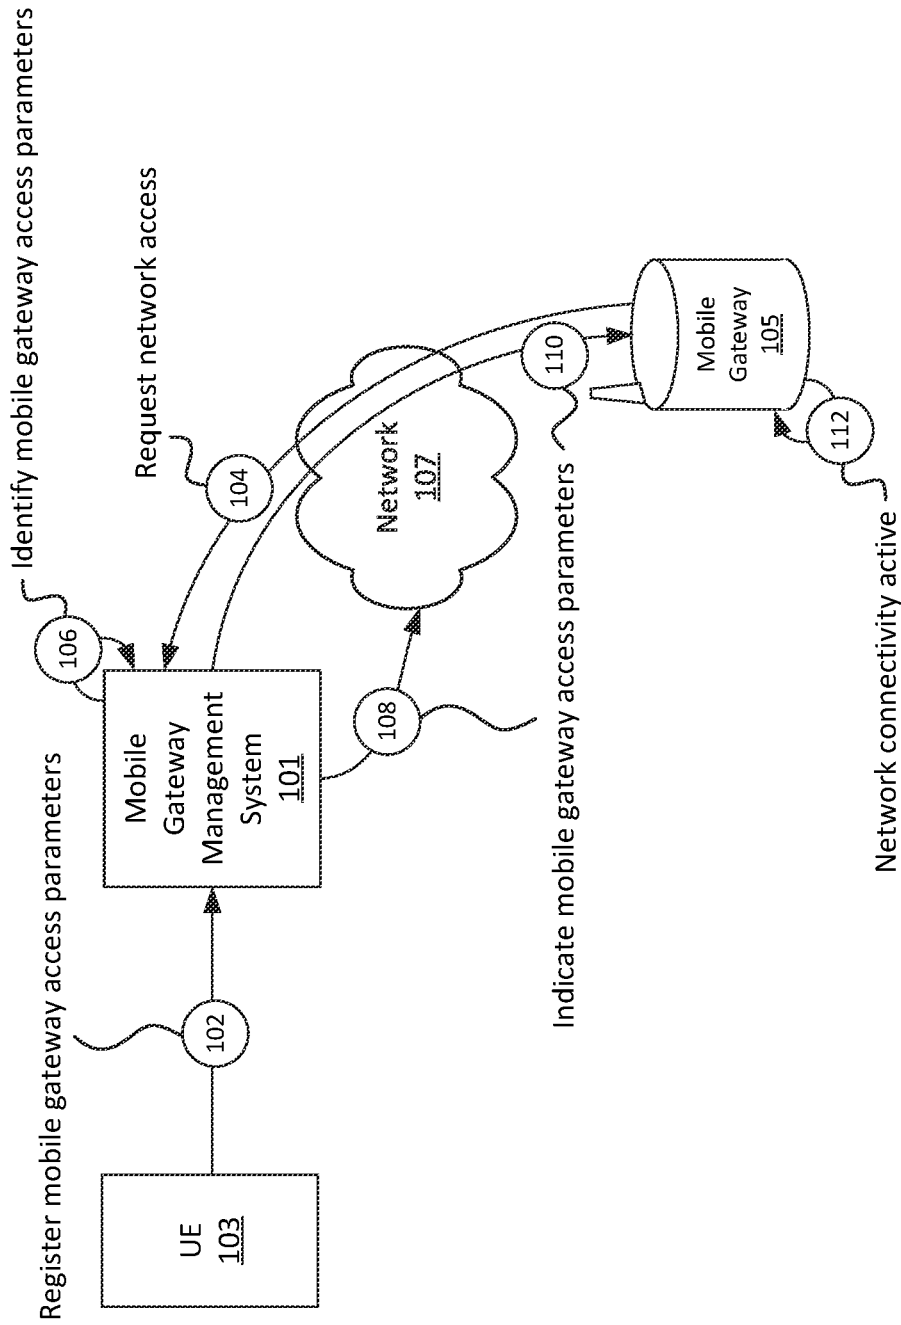 Register mobile gateway access parameters
Identify mobile gateway access parameters
Request network access
UE
103
102
Mobile
Gateway
Management
System
101
106
104
108
Network
107
110
Indicate mobile gateway access parameters
Mobile
Gateway
105
112
Network connectivity active